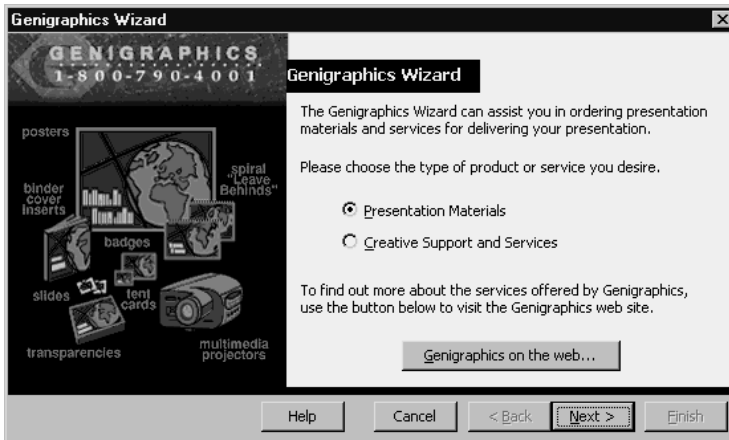 Genigraphics Wizard
GENIGRAPHICS
1-800-790-4001
posters
binder
cover
inserts
spiral
"Leave
Behinds"
badges
slides
tent
cards
transparencies
multimedia
projectors
Genigraphics Wizard
The Genigraphics Wizard can assist you in ordering presentation
materials and services for delivering your presentation.
Please choose the type of product or service you desire.
Presentation Materials
Creative Support and Services
To find out more about the services offered by Genigraphics,
use the button below to visit the Genigraphics web site.
Genigraphics on the web...
Help
Cancel
< Back
Next >
Finish